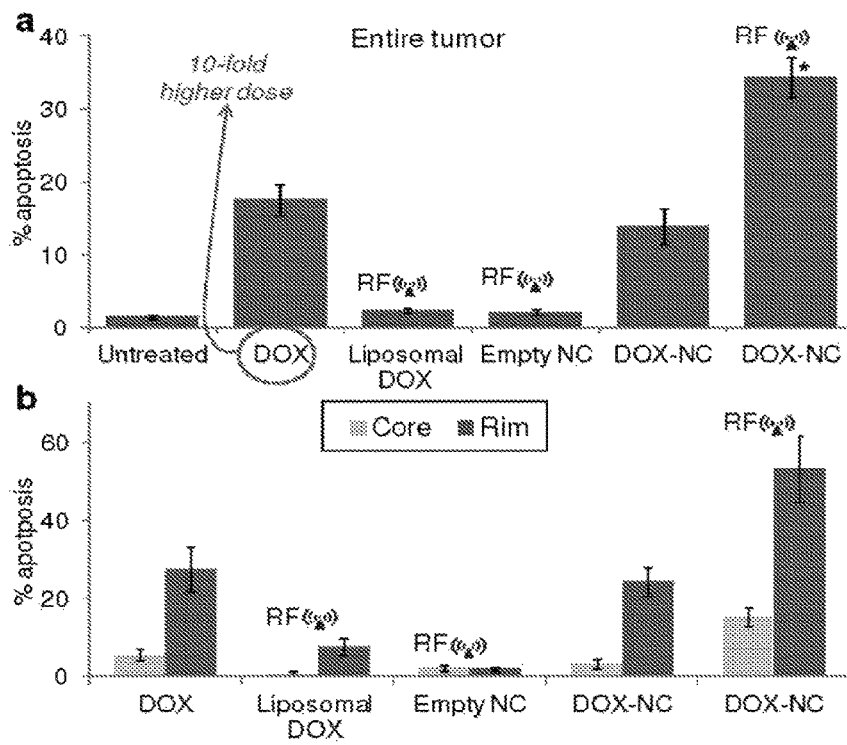 a
Entire tumor
10-fold
higher dose
RF
*
RF
RF
% apoptosis
40
30
20
10
0
Untreated DOX Liposomal DOX Empty NC DOX-NC DOX-NC
b
Core Rim
RF
RF
RF
% apotposis
60
40
20
0
DOX Liposomal DOX Empty NC DOX-NC DOX-NC